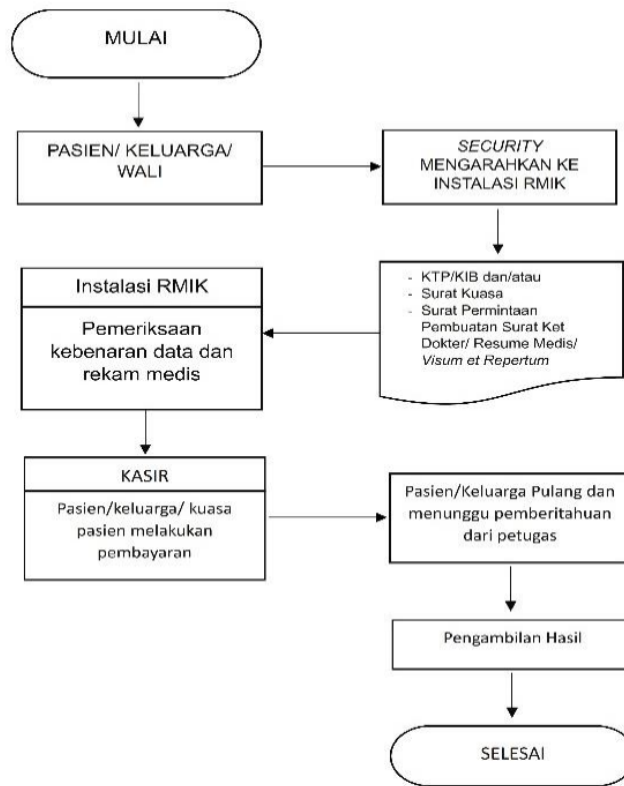 MULAI
PASIEN/ KELUARGA/
WALI
SECURITY
MENGARAHKAN KE
INSTALASI RMIK
- KTP/KIB dan/atau
- Surat Kuasa
- Surat Permintaan
Pembuatan Surat Ket
Dokter/ Resume Medis/
Visum et Repertum
Instalasi RMIK
Pemeriksaan
kebenaran data dan
rekam medis
KASIR
Pasien/keluarga/ kuasa
pasien melakukan
pembayaran
Pasien/Keluarga Pulang dan
menunggu pemberitahuan
dari petugas
Pengambilan Hasil
SELESAI